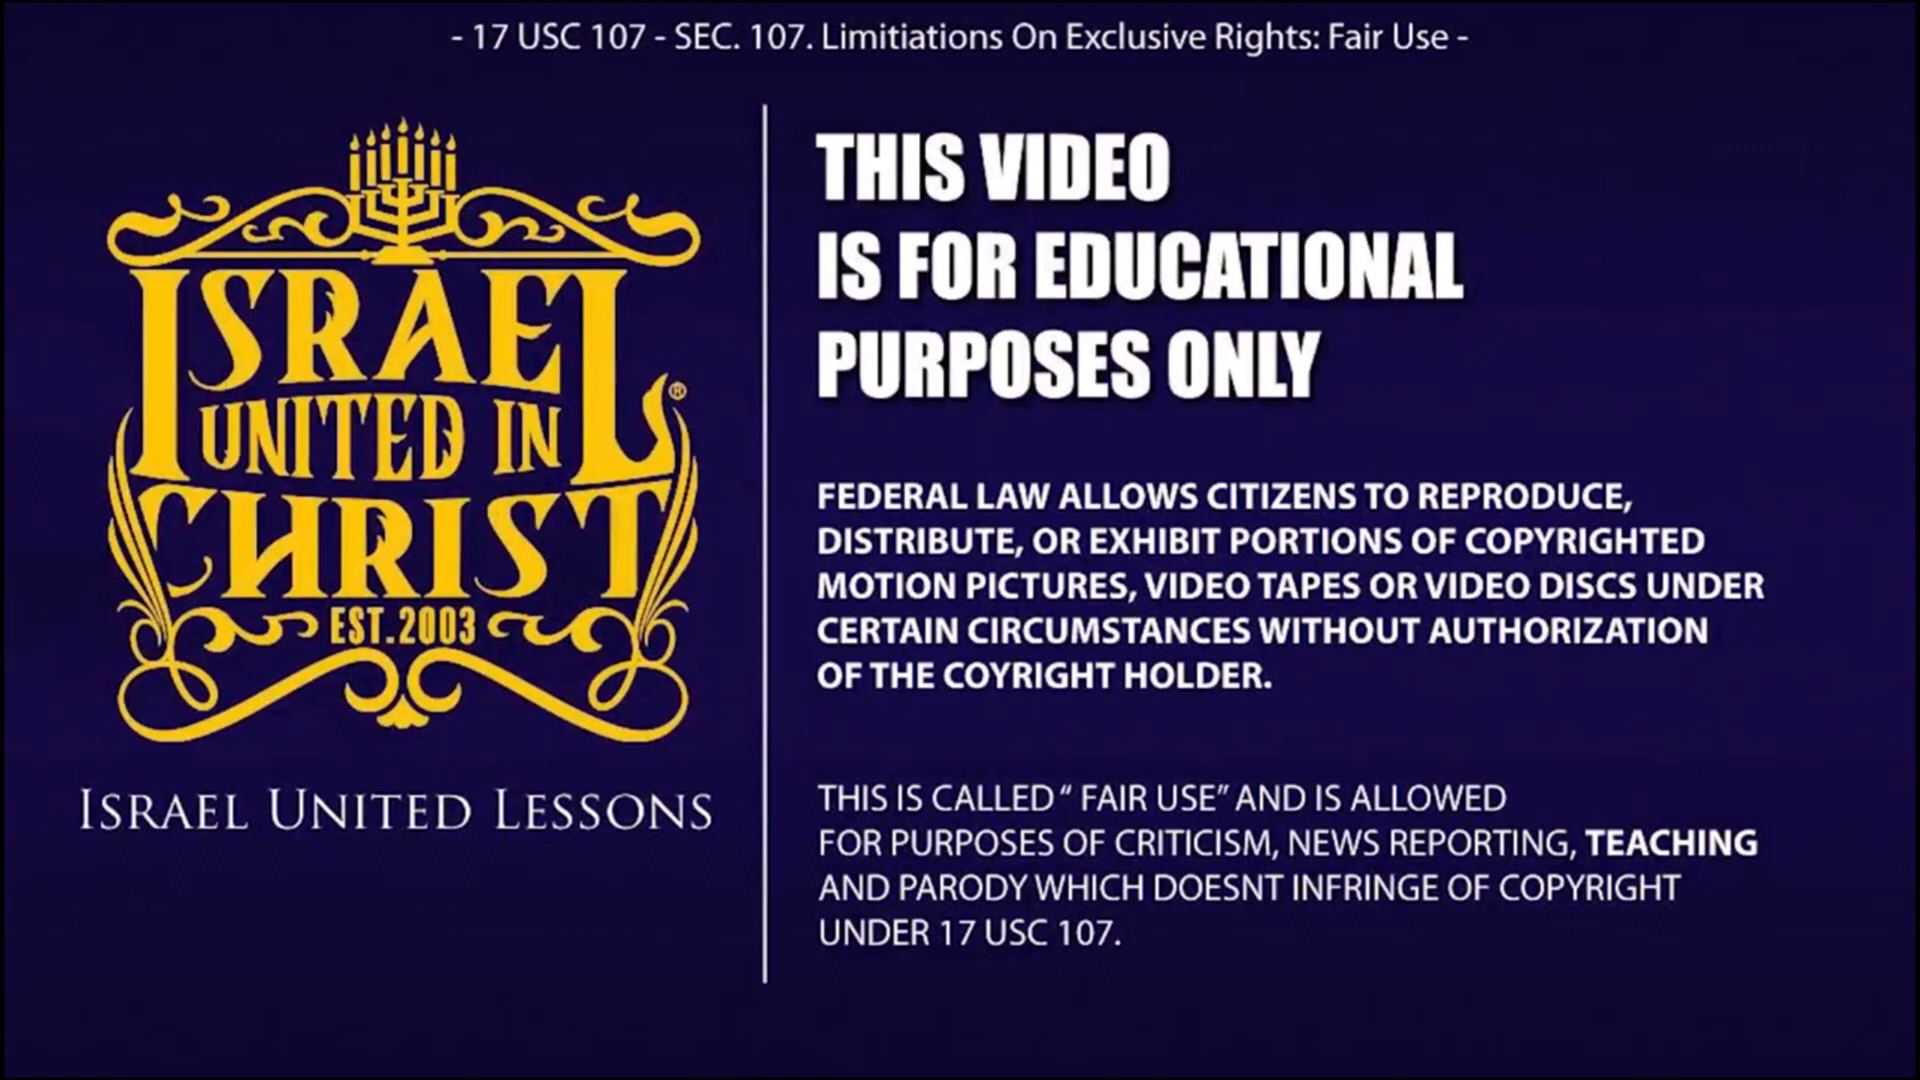 - 17 USC 107 - SEC. 107. Limitiations On Exclusive Rights: Fair Use -
ISRAEL
UNITED IN
CHRIST
®
EST.2003
ISRAEL UNITED LESSONS
THIS VIDEO
IS FOR EDUCATIONAL
PURPOSES ONLY
FEDERAL LAW ALLOWS CITIZENS TO REPRODUCE,
DISTRIBUTE, OR EXHIBIT PORTIONS OF COPYRIGHTED
MOTION PICTURES, VIDEO TAPES OR VIDEO DISCS UNDER
CERTAIN CIRCUMSTANCES WITHOUT AUTHORIZATION
OF THE COYRIGHT HOLDER.
THIS IS CALLED “ FAIR USE” AND IS ALLOWED
FOR PURPOSES OF CRITICISM, NEWS REPORTING, TEACHING
AND PARODY WHICH DOESNT INFRINGE OF COPYRIGHT
UNDER 17 USC 107.